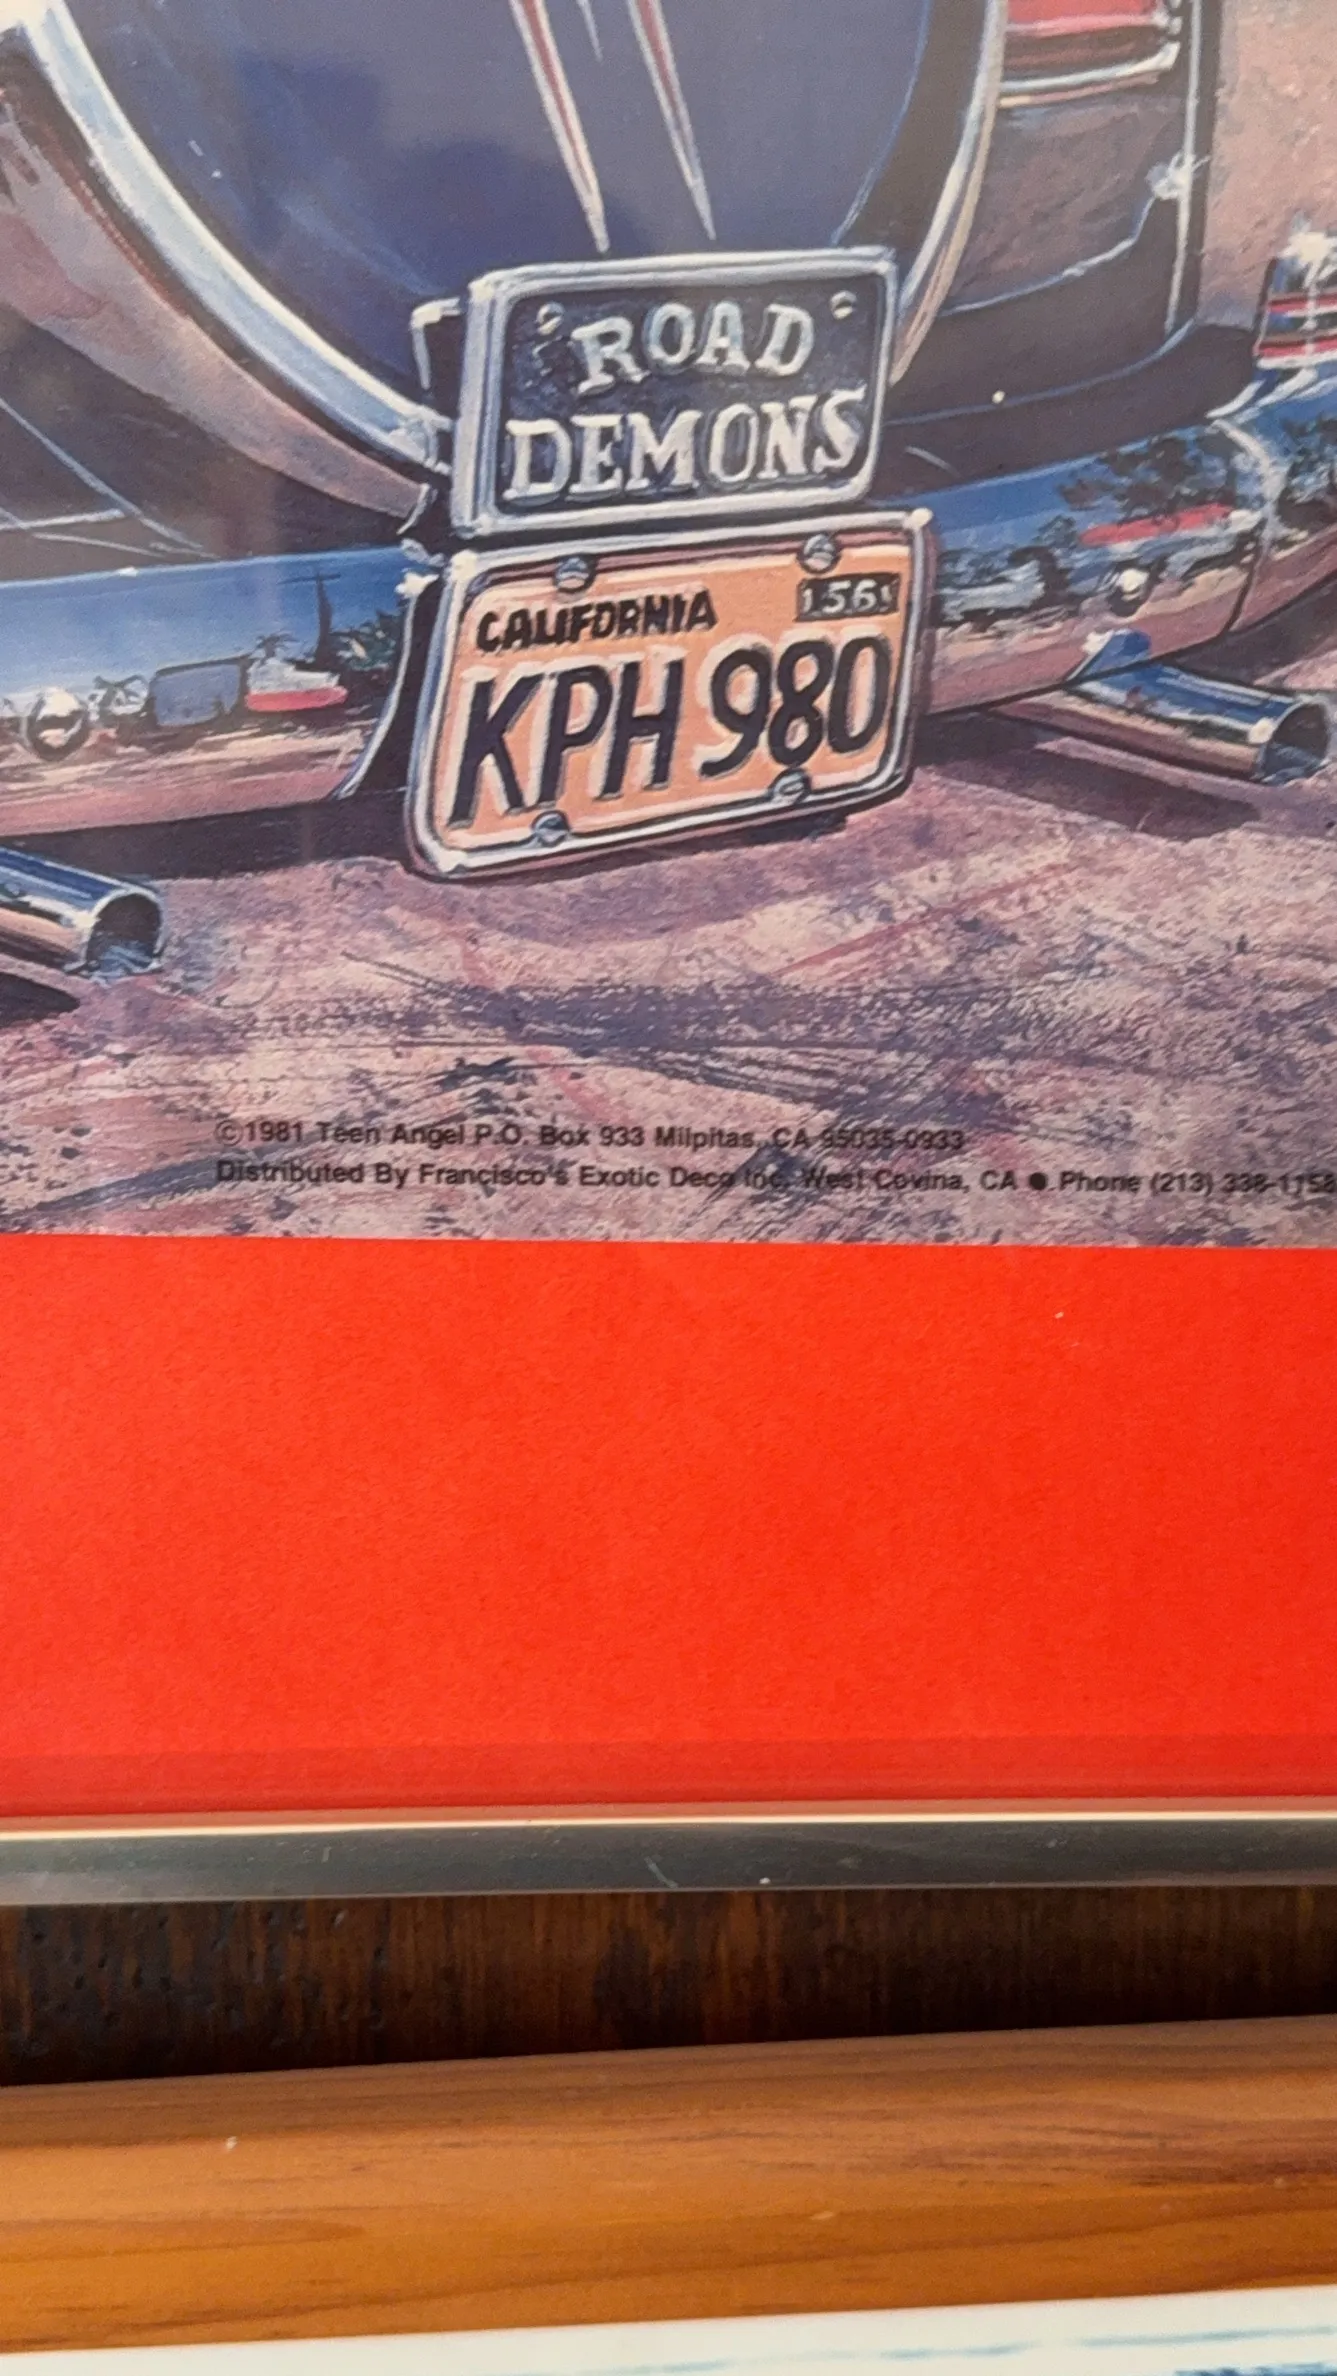 ROAD
DEMONS
CALIFORNIA 56
KPH 980
©1981 Teen Angel P.O. Box 933 Milpitas, CA 95035-0933
Distributed By Francisco's Exotic Deco Inc. West Covina, CA ● Phone (213) 338-1158